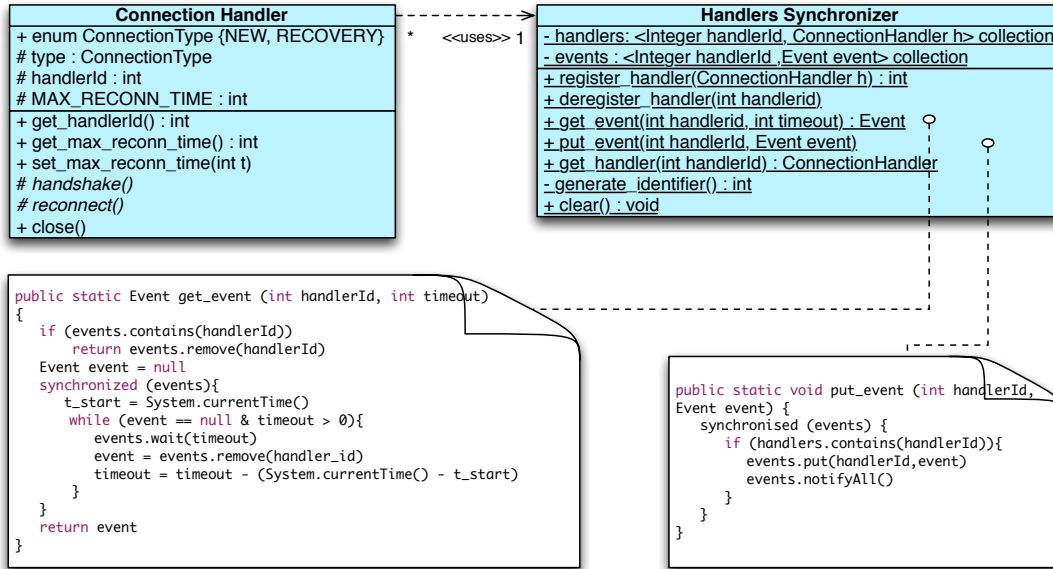 Connection Handler
+ enum ConnectionType {NEW, RECOVERY}
# type : ConnectionType
# handlerId : int
# MAX_RECONN_TIME : int
+ get_handlerId() : int
+ get_max_reconn_time() : int
+ set_max_reconn_time(int t)
# handshake()
# reconnect()
+ close()
* <<uses>> 1
Handlers Synchronizer
- handlers: <Integer handlerId, ConnectionHandler h> collection
- events : <Integer handlerId ,Event event> collection
+ register_handler(ConnectionHandler h) : int
+ deregister_handler(int handlerid)
+ get_event(int handlerid, int timeout) : Event
+ put_event(int handlerId, Event event)
+ get_handler(int handlerId) : ConnectionHandler
- generate_identifier() : int
+ clear() : void
public static Event get_event (int handlerId, int timeout)
{
if (events.contains(handlerId))
return events.remove(handlerId)
Event event = null
synchronized (events){
t_start = System.currentTime()
while (event == null & timeout > 0){
events.wait(timeout)
event = events.remove(handler_id)
timeout = timeout - (System.currentTime() - t_start)
}
}
return event
}
public static void put_event (int handlerId,
Event event) {
synchronised (events) {
if (handlers.contains(handlerId)){
events.put(handlerId,event)
events.notifyAll()
}
}
}